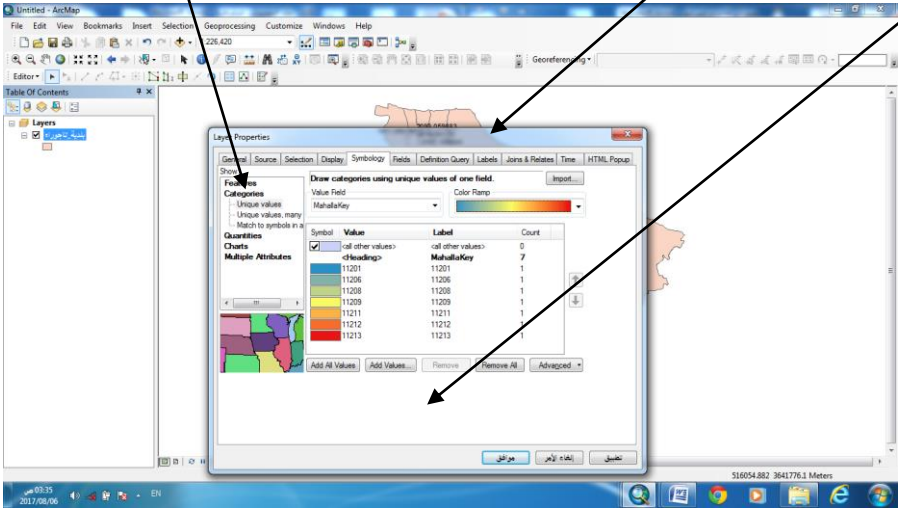 Untitled - ArcMap
File Edit View Bookmarks Insert Selection Geoprocessing Customize Windows Help
Georeferencing
Editor
Table Of Contents
Layers
بلدية تاجوراء
Layer Properties
General Source Selection Display Symbology Fields Definition Query Labels Joins & Relates Time HTML Popup
Show:
Features
Categories
Unique values
Unique values, many
Match to symbols in a
Quantities
Charts
Multiple Attributes
Draw categories using unique values of one field.
Import...
Value Field
Color Ramp
MahallaKey
Symbol Value Label Count
<all other values> <all other values> 0
<Heading> MahallaKey 7
11201 11201 1
11206 11206 1
11208 11208 1
11209 11209 1
11211 11211 1
11212 11212 1
11213 11213 1
Add All Values Add Values... Remove Remove All Advanced
موافق إلغاء الأمر تطبيق
516054.882 3641776.1 Meters
03:35 ص
2017/08/06
EN